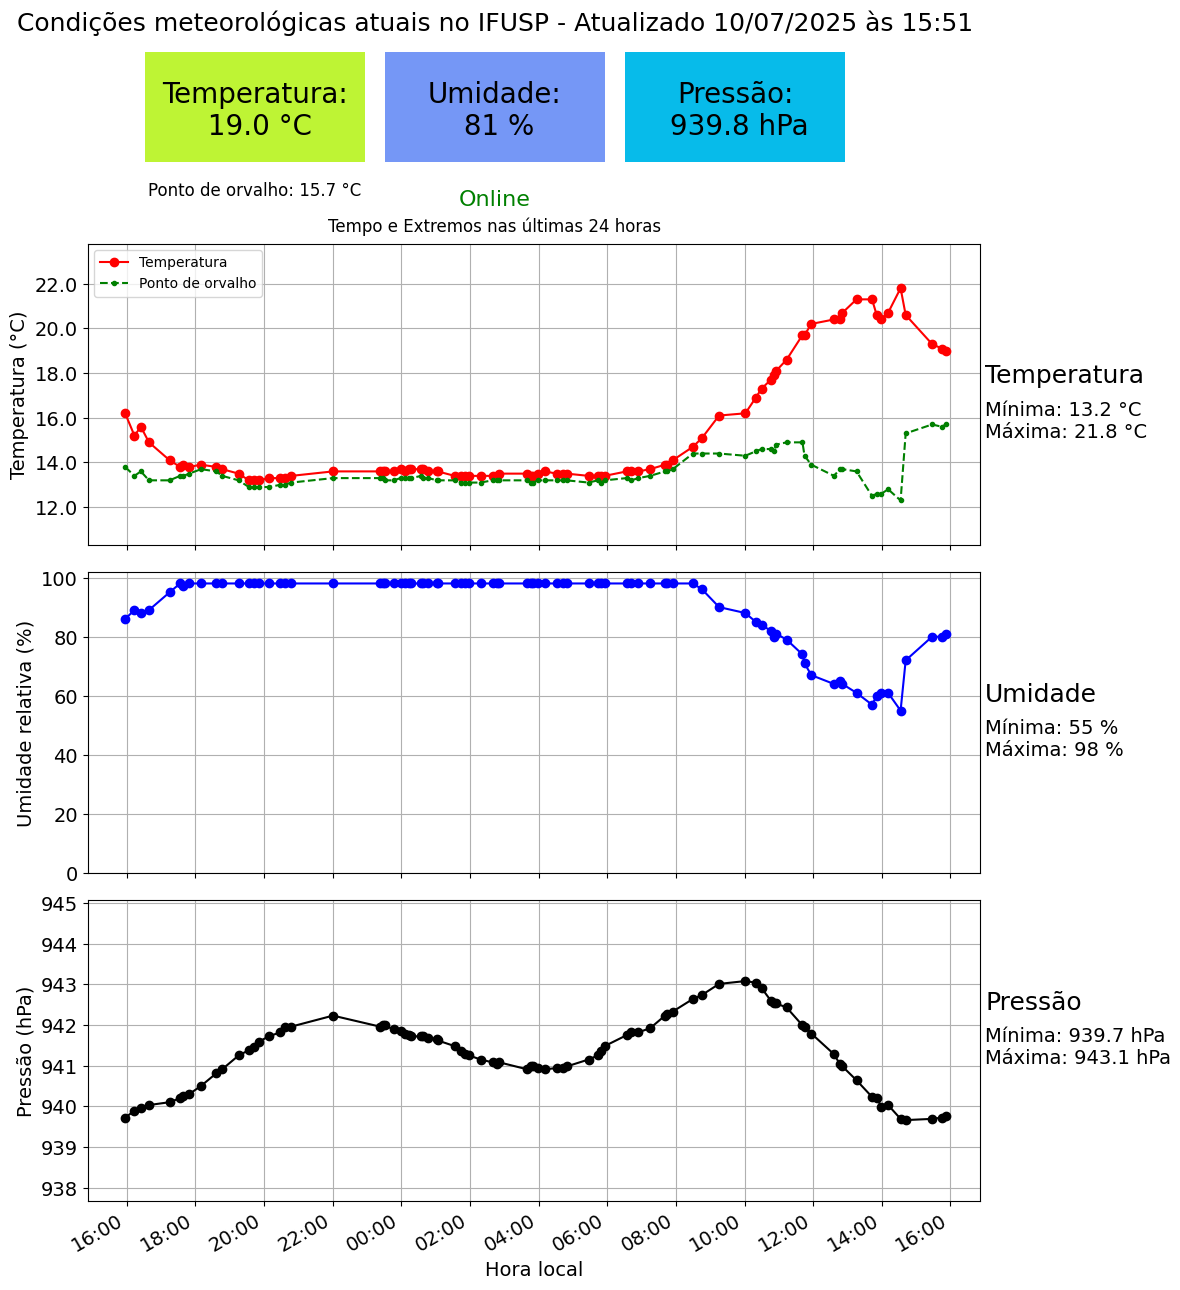 Condições meteorológicas atuais no IFUSP - Atualizado 10/07/2025 às 15:51
Temperatura:
19.0 °C
Umidade:
81 %
Pressão:
939.8 hPa
Ponto de orvalho: 15.7 °C
Online
Tempo e Extremos nas últimas 24 horas
Temperatura
Ponto de orvalho
Temperatura (°C)
22.0
20.0
18.0
16.0
14.0
12.0
Temperatura
Mínima: 13.2 °C
Máxima: 21.8 °C
Umidade relativa (%)
100
80
60
40
20
0
Umidade
Mínima: 55 %
Máxima: 98 %
Pressão (hPa)
945
944
943
942
941
940
939
938
Pressão
Mínima: 939.7 hPa
Máxima: 943.1 hPa
16:00 18:00 20:00 22:00 00:00 02:00 04:00 06:00 08:00 10:00 12:00 14:00 16:00
Hora local